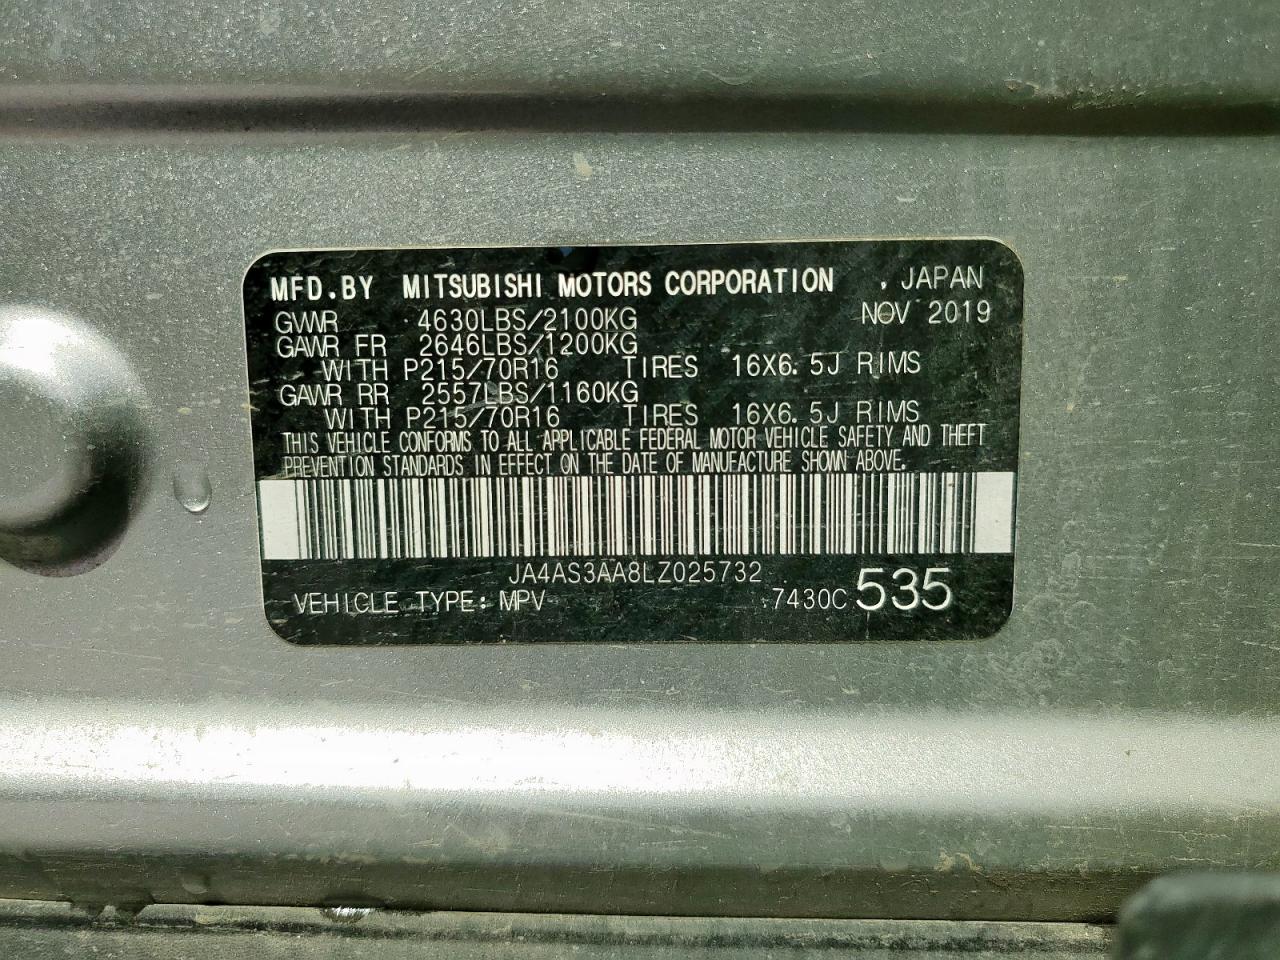 MFD.BY MITSUBISHI MOTORS CORPORATION , JAPAN
GVWR 4630LBS/2100KG NOV 2019
GAWR FR 2646LBS/1200KG
WITH P215/70R16 TIRES 16X6.5J RIMS
GAWR RR 2557LBS/1160KG
WITH P215/70R16 TIRES 16X6.5J RIMS
THIS VEHICLE CONFORMS TO ALL APPLICABLE FEDERAL MOTOR VEHICLE SAFETY AND THEFT
PREVENTION STANDARDS IN EFFECT ON THE DATE OF MANUFACTURE SHOWN ABOVE.
JA4AS3AA8LZ025732
VEHICLE TYPE: MPV 7430C 535